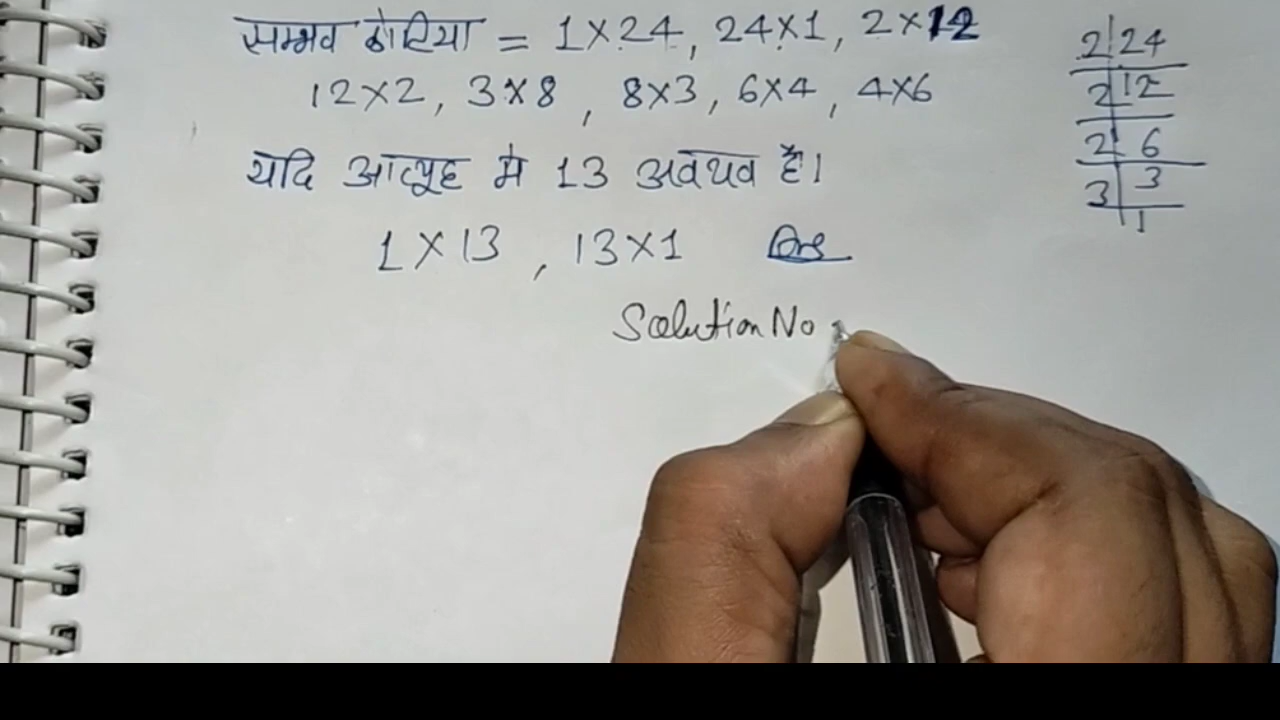 सम्भव कोटिया = 1×24, 24×1, 2×12
12×2, 3×8, 8×3, 6×4, 4×6
यदि आव्यूह मे 13 अवयव है।
1×13, 13×1 Ans
Solution No
2 24
2 12
2 6
3 3
1